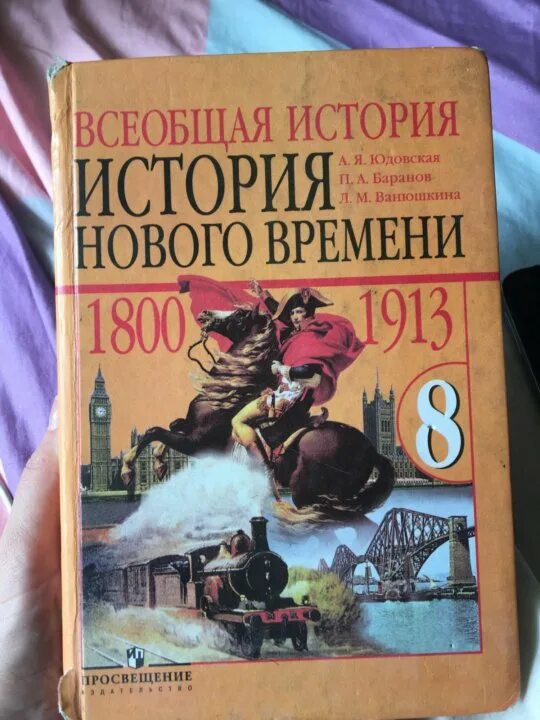 ВСЕОБЩАЯ ИСТОРИЯ
ИСТОРИЯ
А. Я. Юдовская
П. А. Баранов
Л. М. Ванюшкина
НОВОГО ВРЕМЕНИ
1800
1913
8
ПРОСВЕЩЕНИЕ
ИЗДАТЕЛЬСТВО